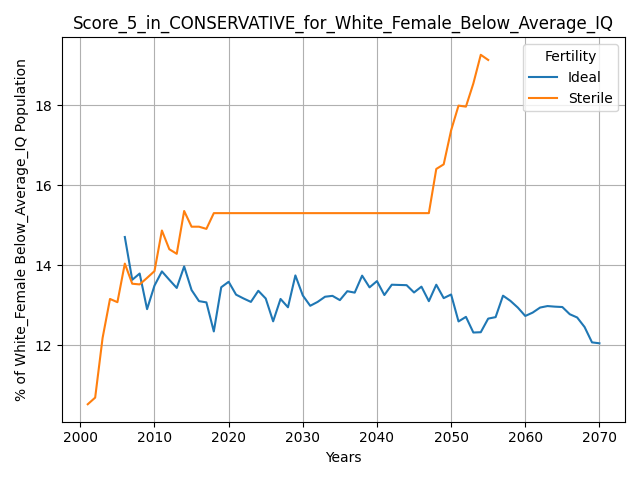 Score_5_in_CONSERVATIVE_for_White_Female_Below_Average_IQ
% of White_Female Below_Average_IQ Population
18
16
14
12
Fertility
Ideal
Sterile
2000 2010 2020 2030 2040 2050 2060 2070
Years